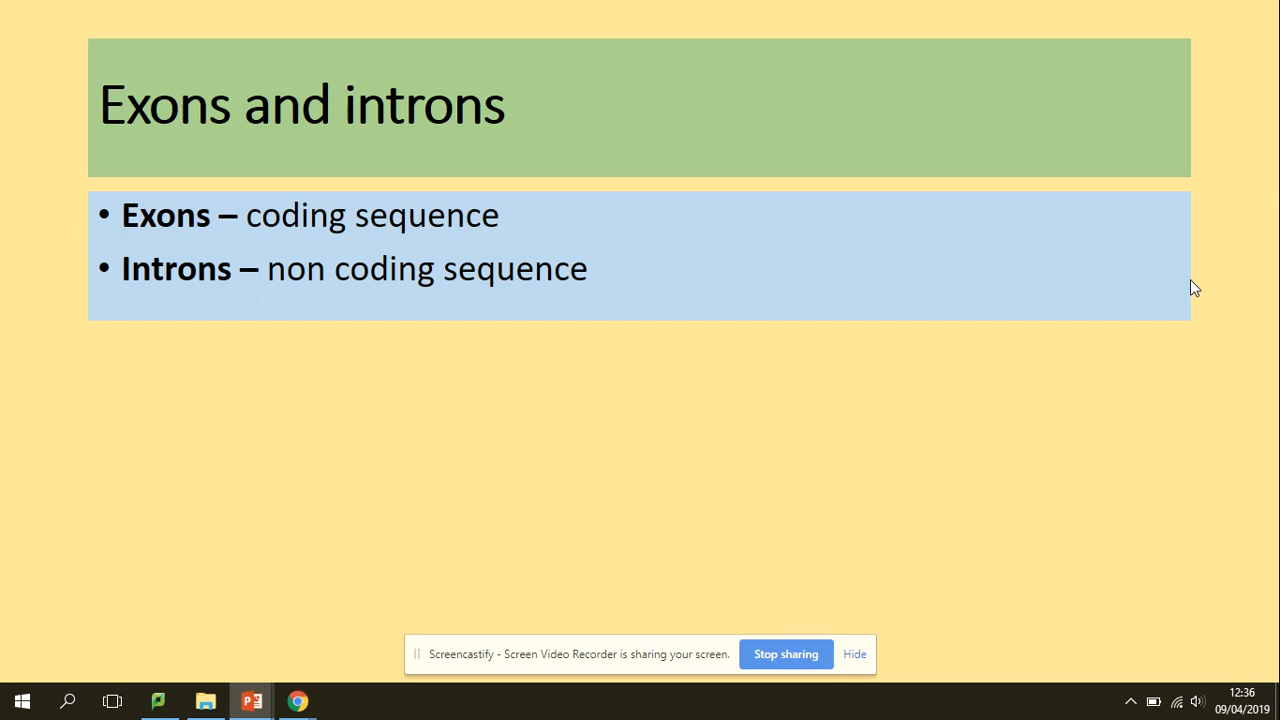 Exons and introns
• Exons – coding sequence
• Introns – non coding sequence
Screencastify - Screen Video Recorder is sharing your screen.
Stop sharing
Hide
12:36
09/04/2019